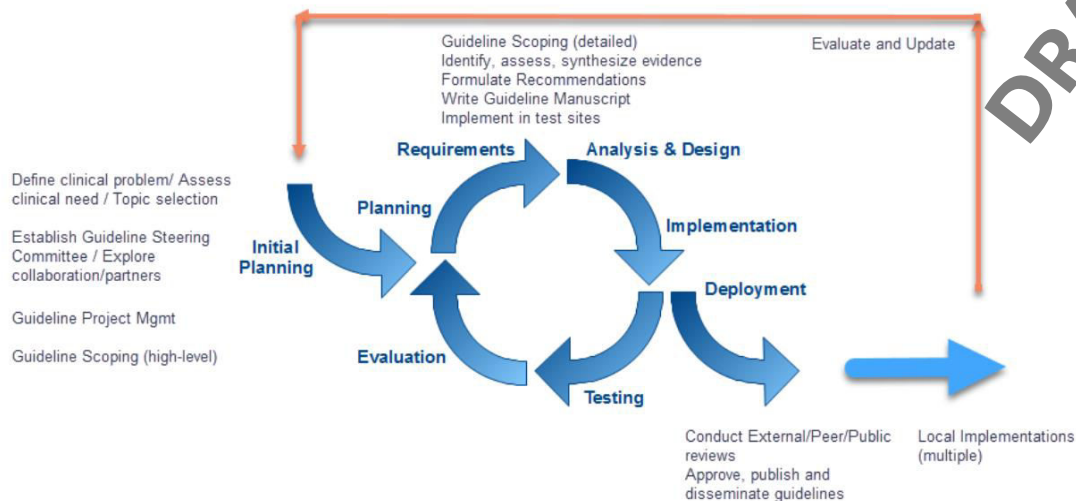 Guideline Scoping (detailed)
Identify, assess, synthesize evidence
Formulate Recommendations
Write Guideline Manuscript
Implement in test sites
Evaluate and Update
Requirements
Analysis & Design
Define clinical problem/ Assess
clinical need / Topic selection
Planning
Establish Guideline Steering
Committee / Explore
collaboration/partners
Initial
Planning
Implementation
Guideline Project Mgmt
Deployment
Guideline Scoping (high-level)
Evaluation
Testing
Conduct External/Peer/Public
reviews
Approve, publish and
disseminate guidelines
Local Implementations
(multiple)